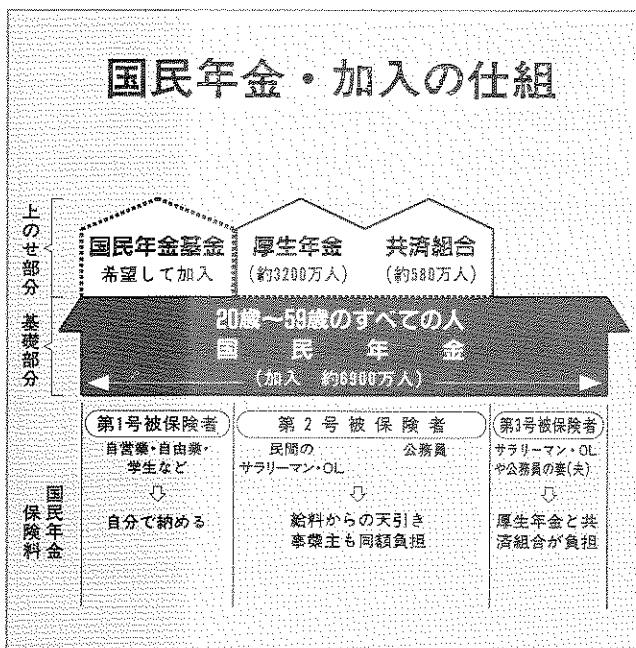 国民年金・加入の仕組
上のせ部分
国民年金基金
希望して加入
厚生年金
(約3200万人)
共済組合
(約580万人)
基礎部分
20歳〜59歳のすべての人
国民年金
(加入 約6900万人)
国民年金保険料
第1号被保険者
自営業・自由業・
学生など
⇩
自分で納める
第2号被保険者
民間の
サラリーマン・OL
公務員
⇩
給料からの天引き
事業主も同額負担
第3号被保険者
サラリーマン・OL
や公務員の妻(夫)
⇩
厚生年金と共
済組合が負担